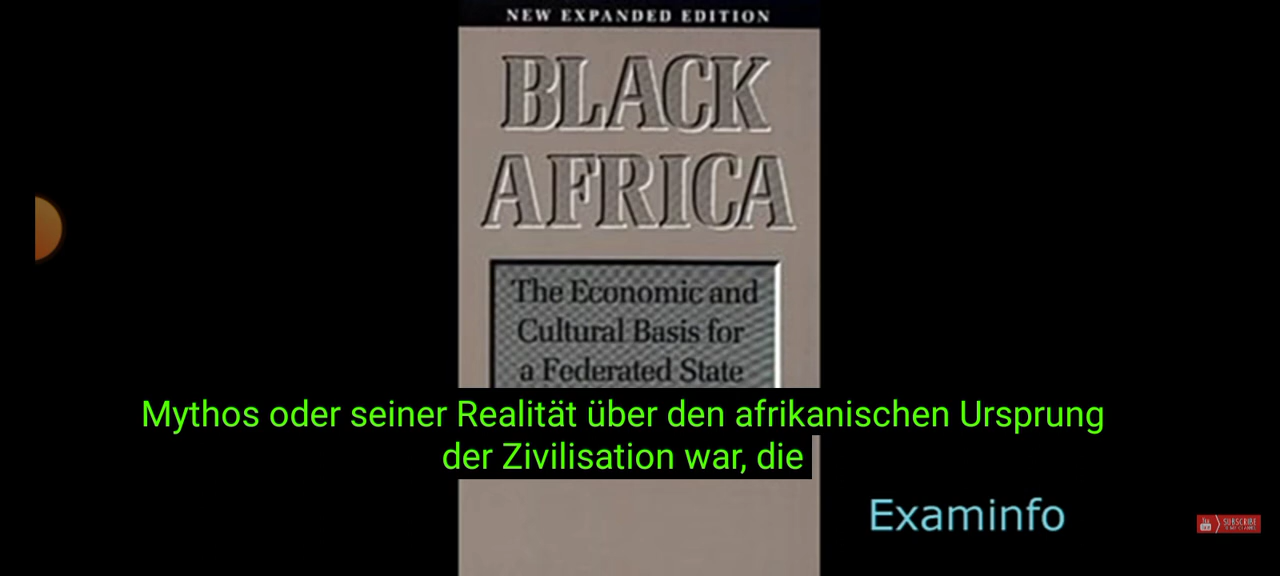 NEW EXPANDED EDITION
BLACK
AFRICA
The Economic and
Cultural Basis for
a Federated State
Mythos oder seiner Realität über den afrikanischen Ursprung
der Zivilisation war, die
Examinfo
SUBSCRIBE